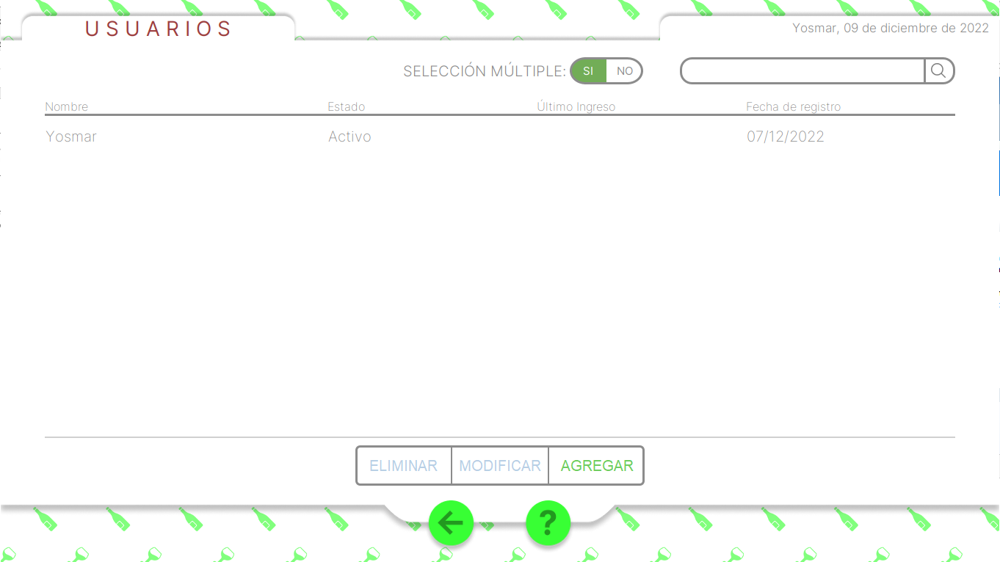 USUARIOS
Yosmar, 09 de diciembre de 2022
SELECCIÓN MÚLTIPLE: SI NO
Nombre Estado Último Ingreso Fecha de registro
Yosmar Activo 07/12/2022
ELIMINAR MODIFICAR AGREGAR
?